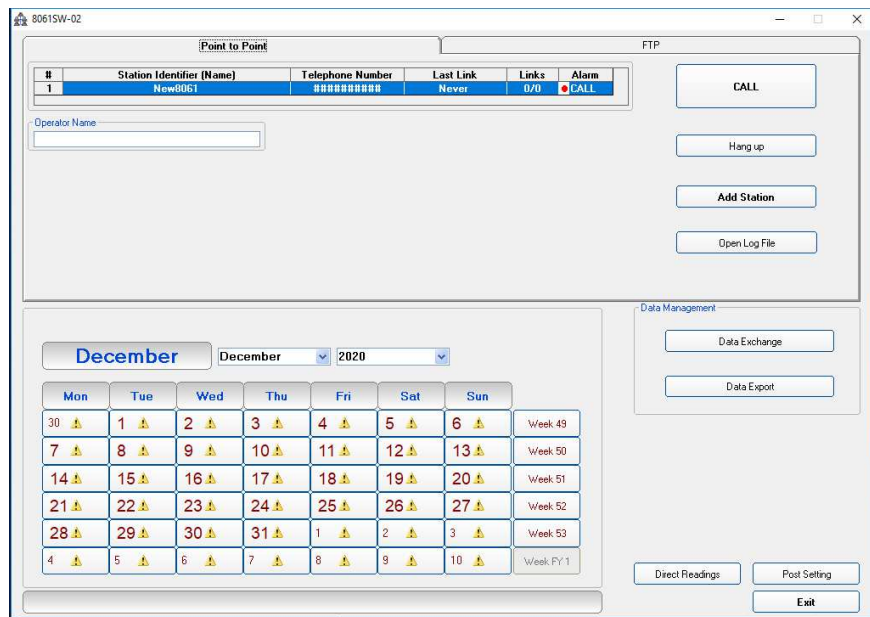 8061SW-02
Point to Point FTP
# Station Identifier (Name) Telephone Number Last Link Links Alarm
1 New8061 ########## Never 0/0 CALL
CALL
Operator Name
Hang up
Add Station
Open Log File
Data Management
December December 2020
Data Exchange
Data Export
Mon Tue Wed Thu Fri Sat Sun
30 1 2 3 4 5 6 Week 49
7 8 9 10 11 12 13 Week 50
14 15 16 17 18 19 20 Week 51
21 22 23 24 25 26 27 Week 52
28 29 30 31 1 2 3 Week 53
4 5 6 7 8 9 10 Week FY 1
Direct Readings Post Setting
Exit